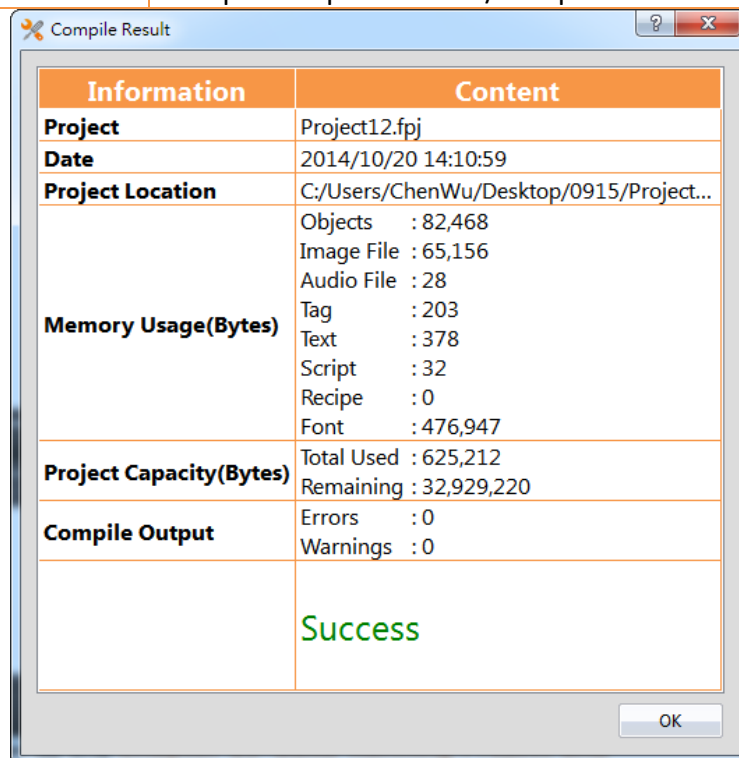 Compile Result
? X
Information Content
Project Project12.fpj
Date 2014/10/20 14:10:59
Project Location C:/Users/ChenWu/Desktop/0915/Project...
Memory Usage(Bytes)
Objects : 82,468
Image File : 65,156
Audio File : 28
Tag : 203
Text : 378
Script : 32
Recipe : 0
Font : 476,947
Project Capacity(Bytes)
Total Used : 625,212
Remaining : 32,929,220
Compile Output
Errors : 0
Warnings : 0
Success
OK